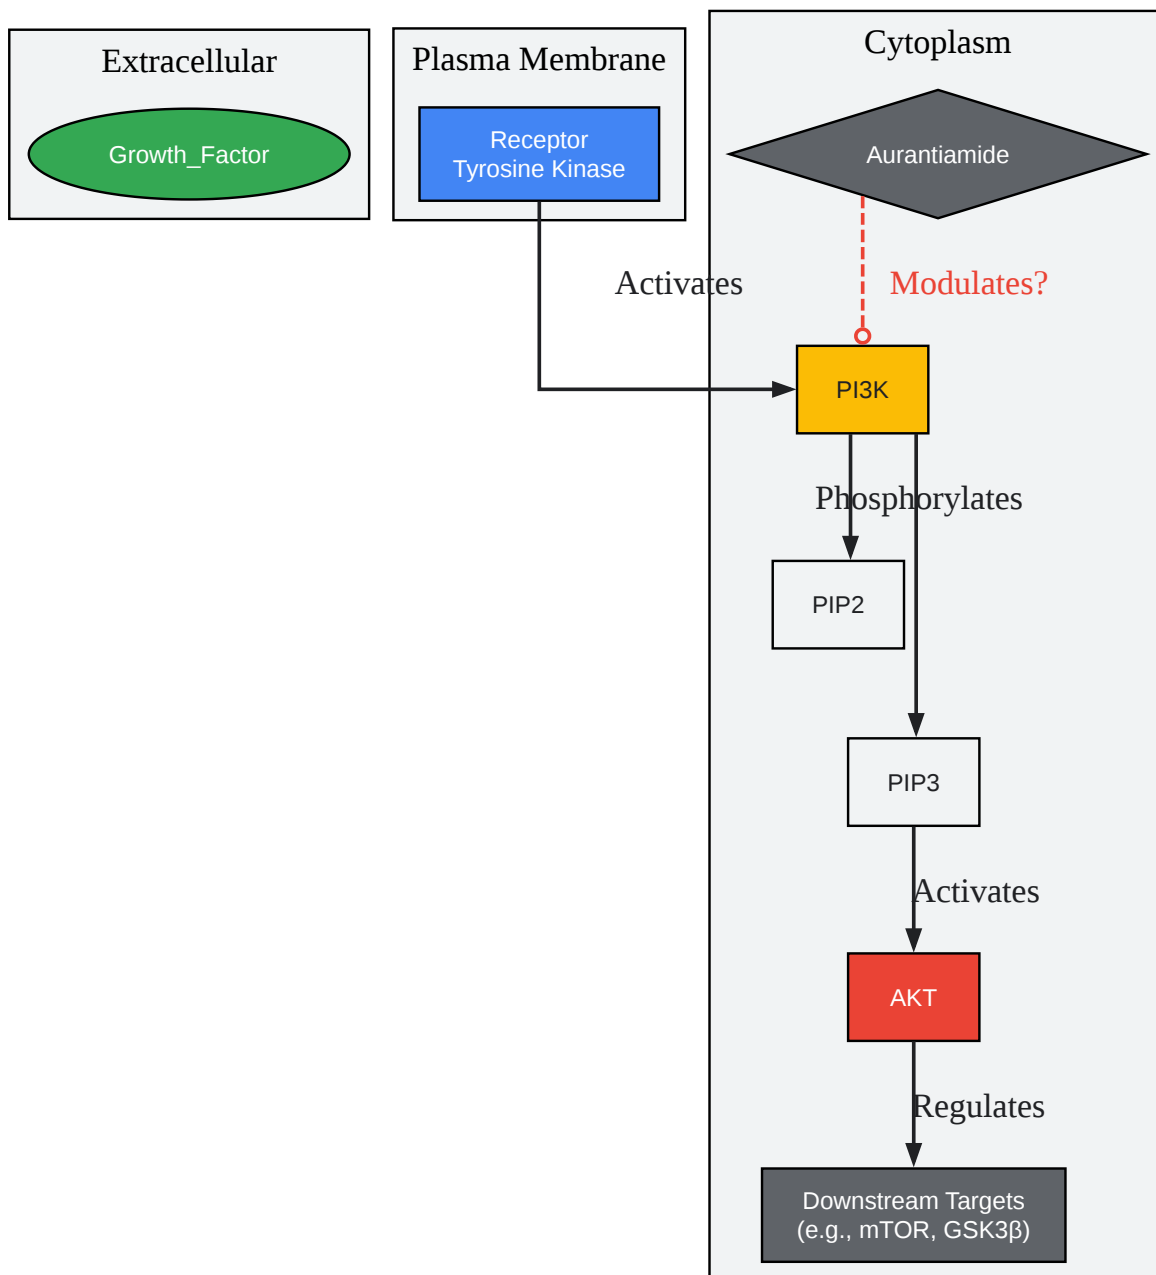 Extracellular
Growth_Factor
Plasma Membrane
Receptor
Tyrosine Kinase
Cytoplasm
Aurantiamide
Activates
Modulates?
PI3K
Phosphorylates
PIP2
PIP3
Activates
AKT
Regulates
Downstream Targets
(e.g., mTOR, GSK3β)